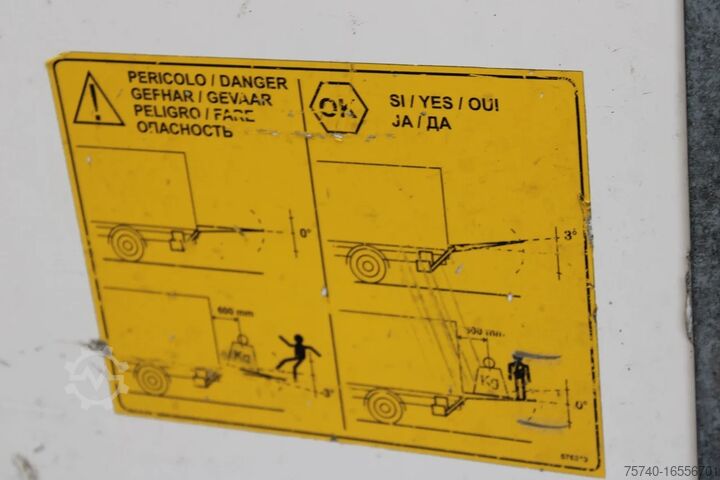 PERICOLO / DANGER
GEFHAR / GEVAAR
PELIGRO / FARE
ОПАСНОСТЬ
OK
SI / YES / OUI
JA / ДА
0°
3°
600 mm
Kg
-3°
mm
Kg
0°
75740-16556701